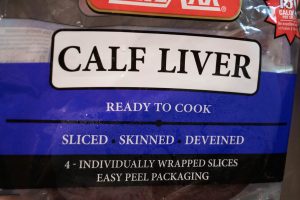 CALF LIVER
READY TO COOK
SLICED • SKINNED • DEVEINED
4 - INDIVIDUALLY WRAPPED SLICES
EASY PEEL PACKAGING